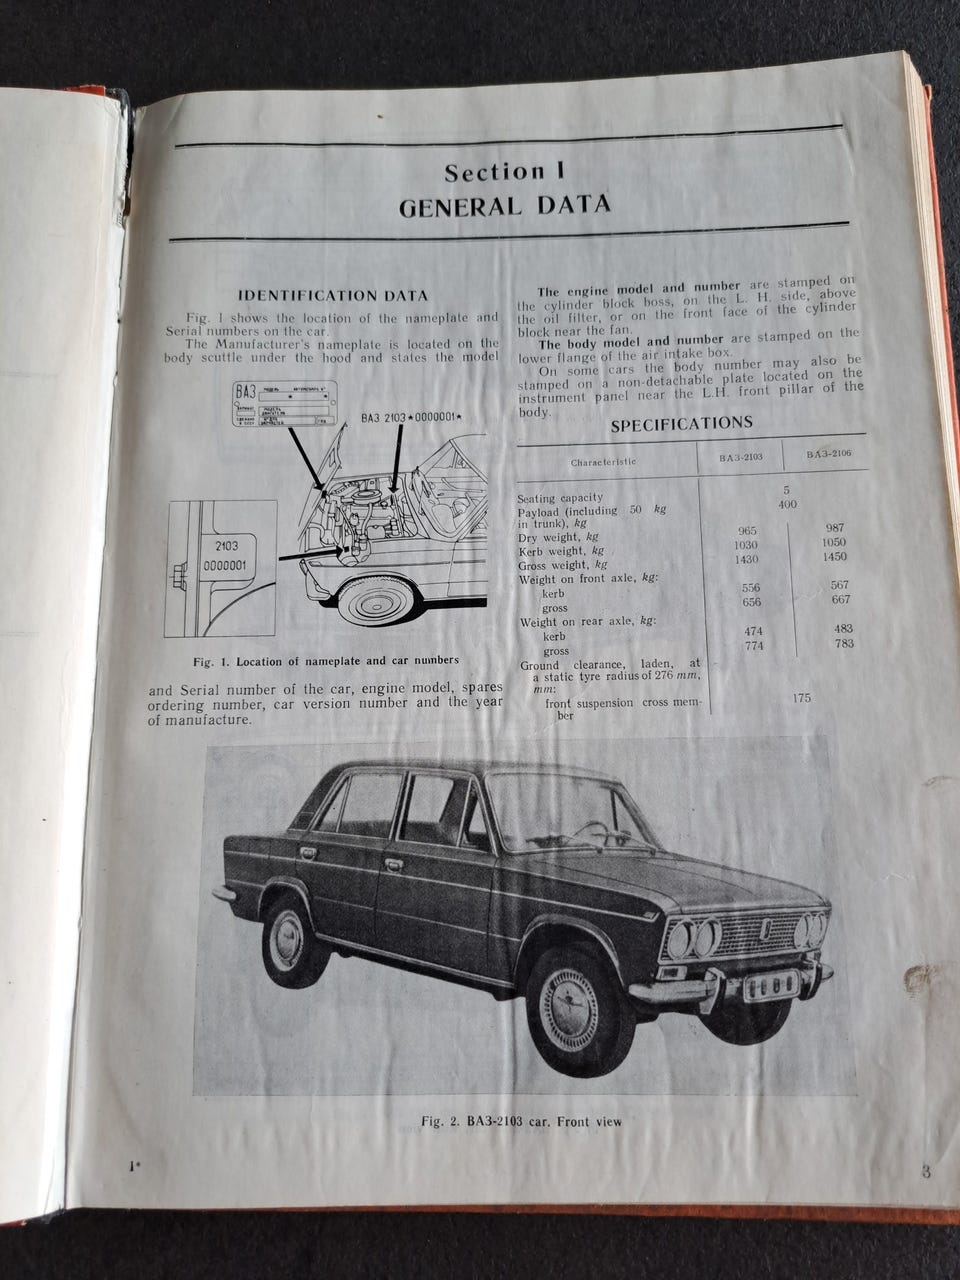 Section I
GENERAL DATA
IDENTIFICATION DATA
Fig. 1 shows the location of the nameplate and
Serial numbers on the car.
The Manufacturer's nameplate is located on the
body scuttle under the hood and states the model
ВАЗ
МОДЕЛЬ
ВАЗ 2103★0000001★
2103
0000001
Fig. 1. Location of nameplate and car numbers
and Serial number of the car, engine model, spares
ordering number, car version number and the year
of manufacture.
The engine model and number are stamped on
the cylinder block boss, on the L. H. side, above
the oil filter, or on the front face of the cylinder
block near the fan.
The body model and number are stamped on the
lower flange of the air intake box.
On some cars the body number may also be
stamped on a non-detachable plate located on the
instrument panel near the L.H. front pillar of the
body.
SPECIFICATIONS
Characteristic ВАЗ-2103 ВАЗ-2106
Seating capacity 5
Payload (including 50 kg
in trunk), kg 400
Dry weight, kg 965 987
Kerb weight, kg 1030 1050
Gross weight, kg 1430 1450
Weight on front axle, kg:
kerb 556 567
gross 656 667
Weight on rear axle, kg:
kerb 474 483
gross 774 783
Ground clearance, laden, at
a static tyre radius of 276 mm,
mm:
front suspension cross mem-
ber 175
Fig. 2. ВАЗ-2103 car. Front view
1*
3